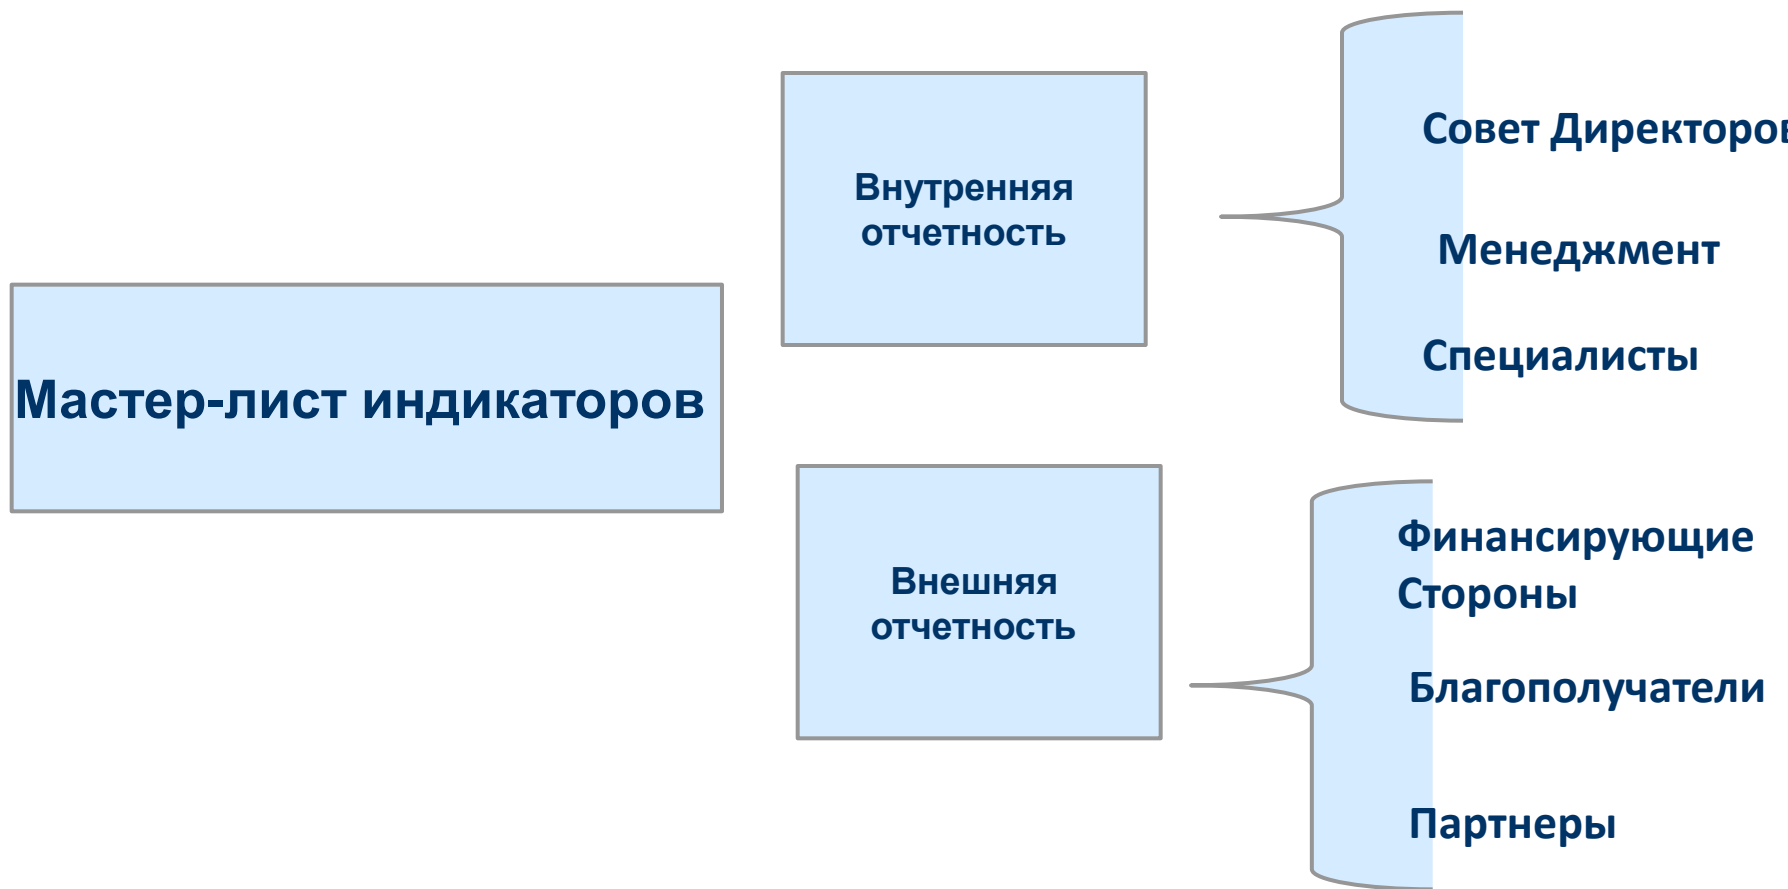 Мастер-лист индикаторов
Внутренняя
отчетность
Совет Директоров
Менеджмент
Специалисты
Внешняя
отчетность
Финансирующие
Стороны
Благополучатели
Партнеры